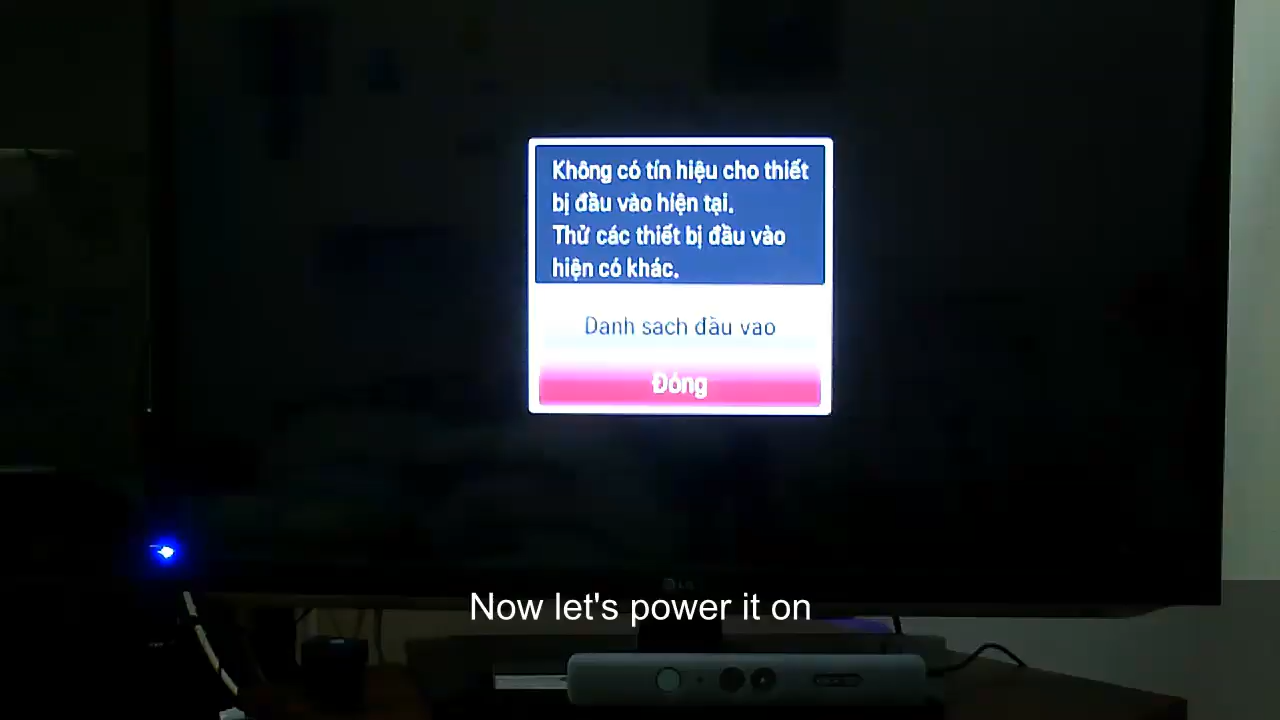 Không có tín hiệu cho thiết
bị đầu vào hiện tại.
Thử các thiết bị đầu vào
hiện có khác.
Danh sach đầu vao
Đóng
LG
Now let's power it on